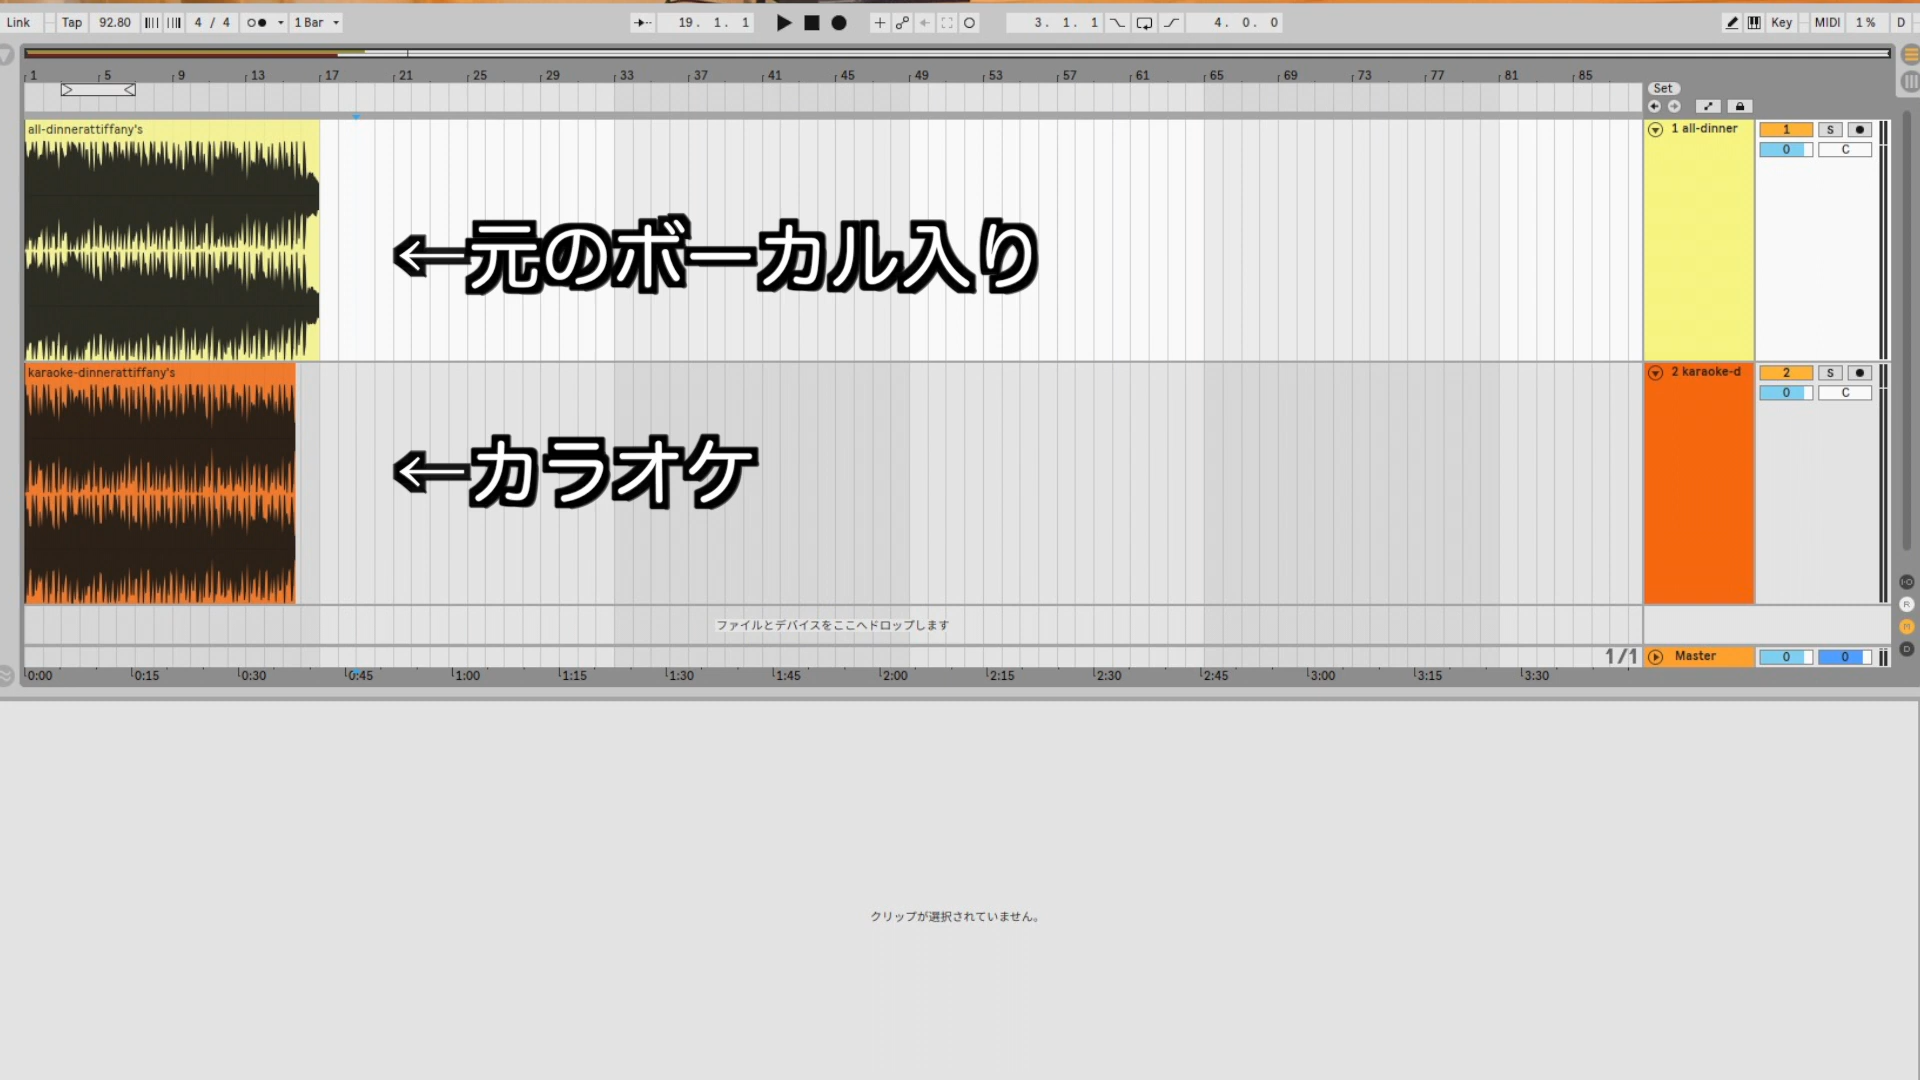 Link Tap 92.80 4 / 4 1 Bar 19. 1. 1 3. 1. 1 4. 0. 0 Key MIDI 1 % D
1 5 9 13 17 21 25 29 33 37 41 45 49 53 57 61 65 69 73 77 81 85
Set
all-dinnerattiffany's 1 all-dinner 1 S
0 C
←元のボーカル入り
karaoke-dinnerattiffany's 2 karaoke-d 2 S
0 C
←カラオケ
ファイルとデバイスをここへドロップします
1/1 Master 0 0
0:00 0:15 0:30 0:45 1:00 1:15 1:30 1:45 2:00 2:15 2:30 2:45 3:00 3:15 3:30
I-O
R
M
D
クリップが選択されていません。